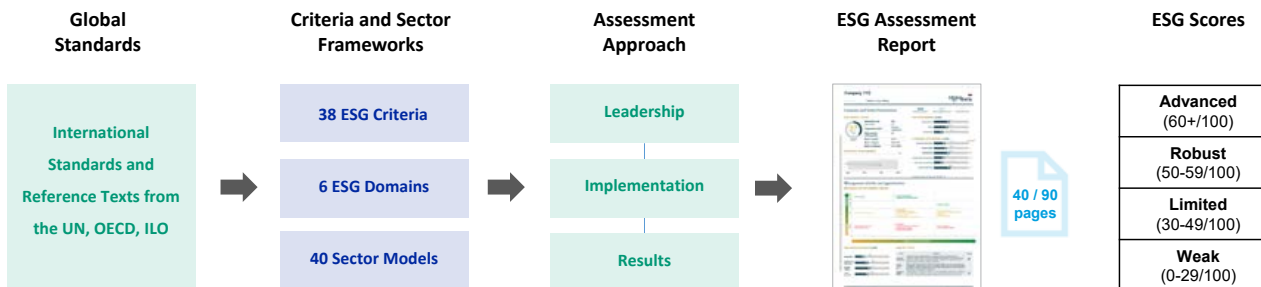 Global
Standards
Criteria and Sector
Frameworks
Assessment
Approach
ESG Assessment
Report
ESG Scores
International
Standards and
Reference Texts from
the UN, OECD, ILO
38 ESG Criteria
6 ESG Domains
40 Sector Models
Leadership
Implementation
Results
40 / 90
pages
Advanced
(60+/100)
Robust
(50-59/100)
Limited
(30-49/100)
Weak
(0-29/100)